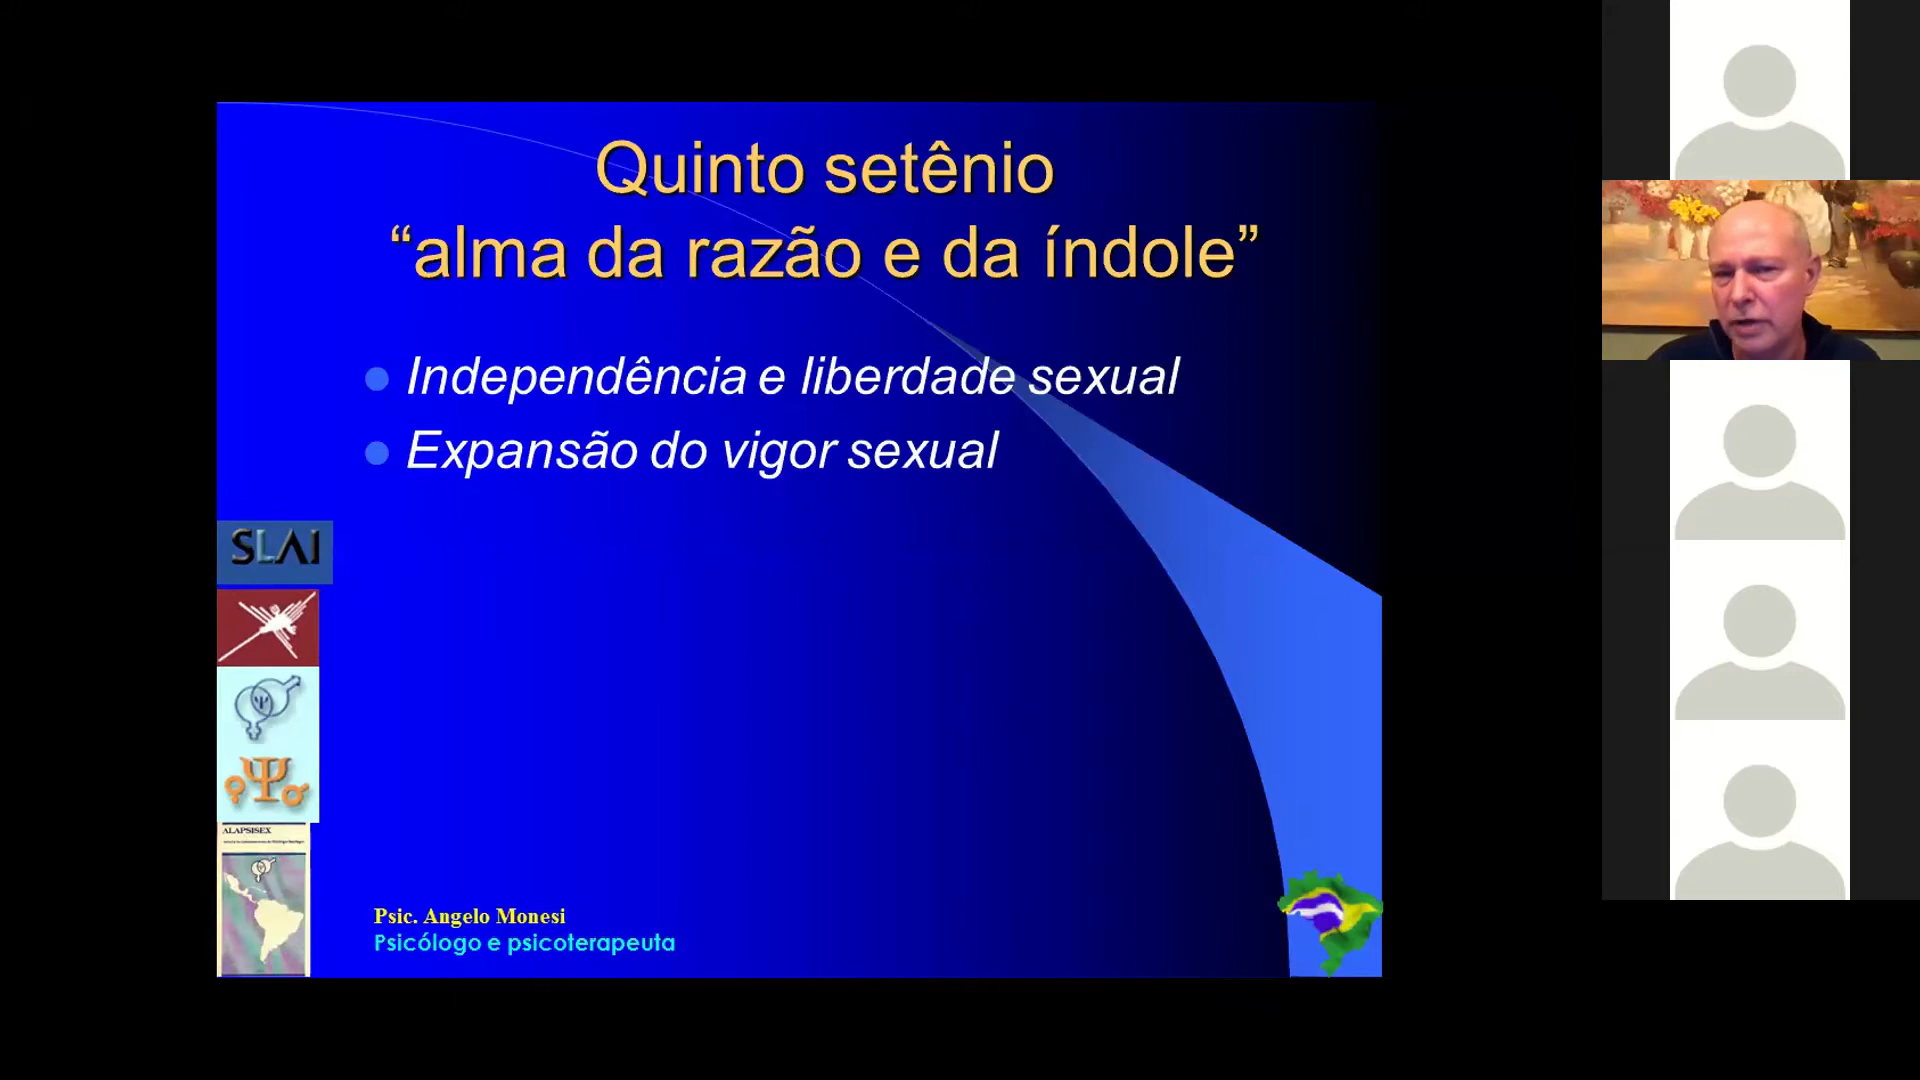 Quinto setênio
“alma da razão e da índole”
Independência e liberdade sexual
Expansão do vigor sexual
SLAI
ALAPSISEX
Psic. Angelo Monesi
Psicólogo e psicoterapeuta